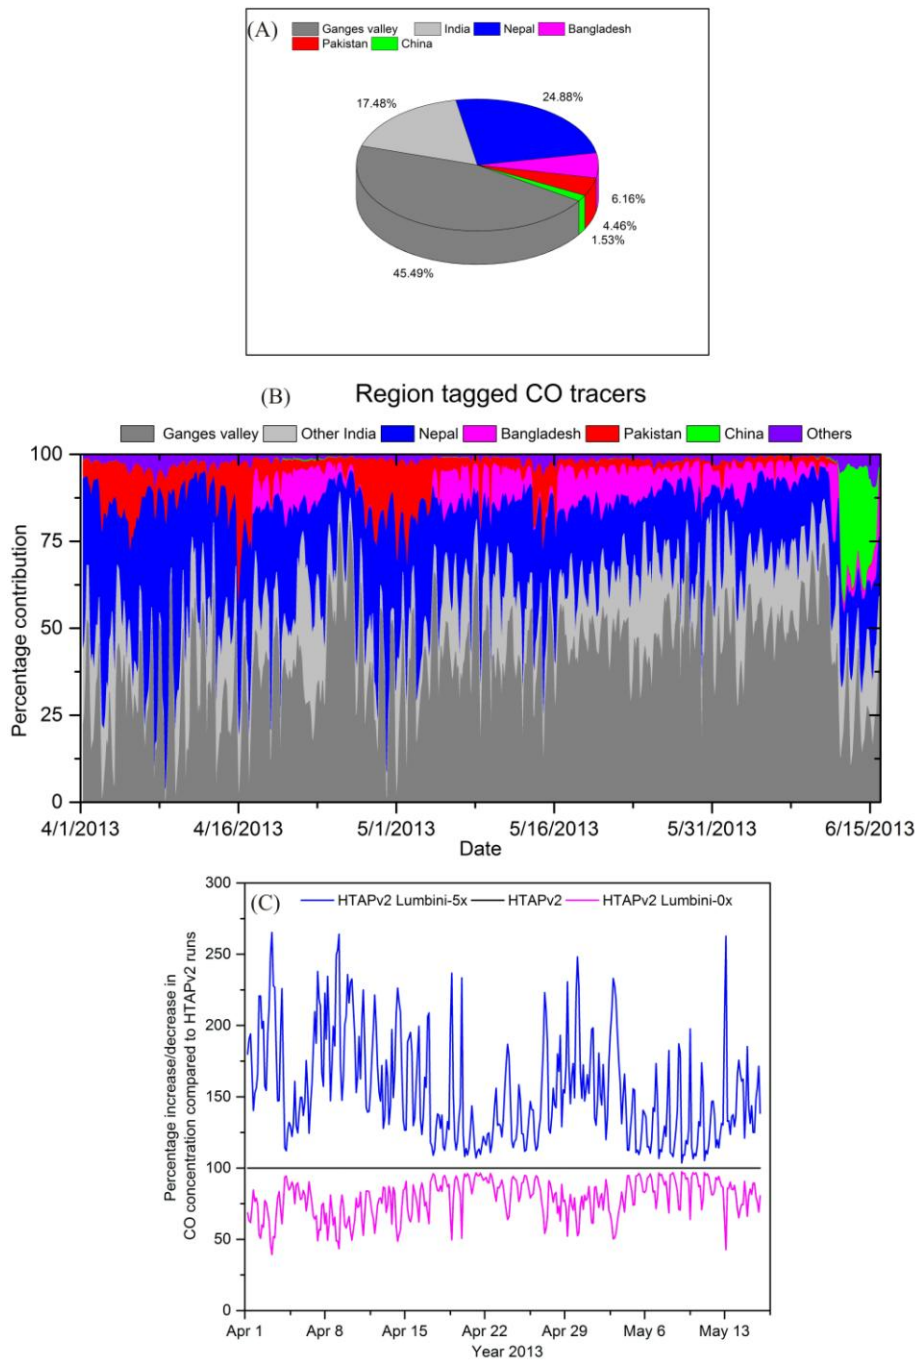 (A)
Ganges valley India Nepal Bangladesh
Pakistan China
17.48%
24.88%
6.16%
4.46%
1.53%
45.49%
(B) Region tagged CO tracers
Ganges valley Other India Nepal Bangladesh Pakistan China Others
Percentage contribution
100
75
50
25
0
4/1/2013 4/16/2013 5/1/2013 5/16/2013 5/31/2013 6/15/2013
Date
(C) HTAPv2 Lumbini-5x HTAPv2 HTAPv2 Lumbini-0x
Percentage increase/decrease in
CO concentration compared to HTAPv2 runs
300
250
200
150
100
50
0
Apr 1 Apr 8 Apr 15 Apr 22 Apr 29 May 6 May 13
Year 2013